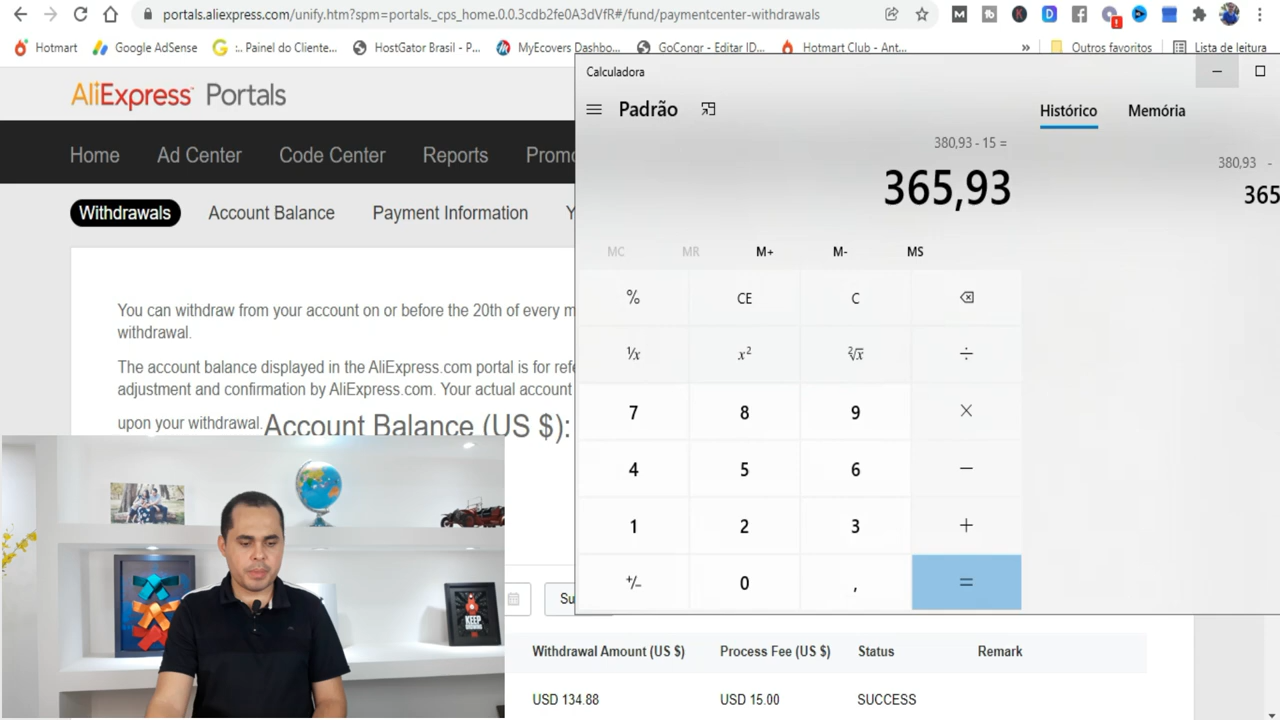 portals.aliexpress.com/unify.htm?spm=portals._cps_home.0.0.3cdb2fe0A3dVfR#/fund/paymentcenter-withdrawals
Hotmart
Google AdSense
:.. Painel do Cliente...
HostGator Brasil - P...
MyEcovers Dashbo...
GoConqr - Editar ID...
Hotmart Club - Ant...
»
Outros favoritos
Lista de leitura
AliExpress Portals
Home
Ad Center
Code Center
Reports
Promo
Withdrawals
Account Balance
Payment Information
Y
You can withdraw from your account on or before the 20th of every m
withdrawal.
The account balance displayed in the AliExpress.com portal is for refe
adjustment and confirmation by AliExpress.com. Your actual account
upon your withdrawal.Account Balance (US $):
Calculadora
Padrão
Histórico
Memória
380,93 - 15 =
365,93
380,93 -
365
MC MR M+ M- MS
% CE C
¹/x x² ²√x ÷
7 8 9 ×
4 5 6 −
1 2 3 +
+/- 0 , =
KEEP
Su
Withdrawal Amount (US $) Process Fee (US $) Status Remark
USD 134.88 USD 15.00 SUCCESS